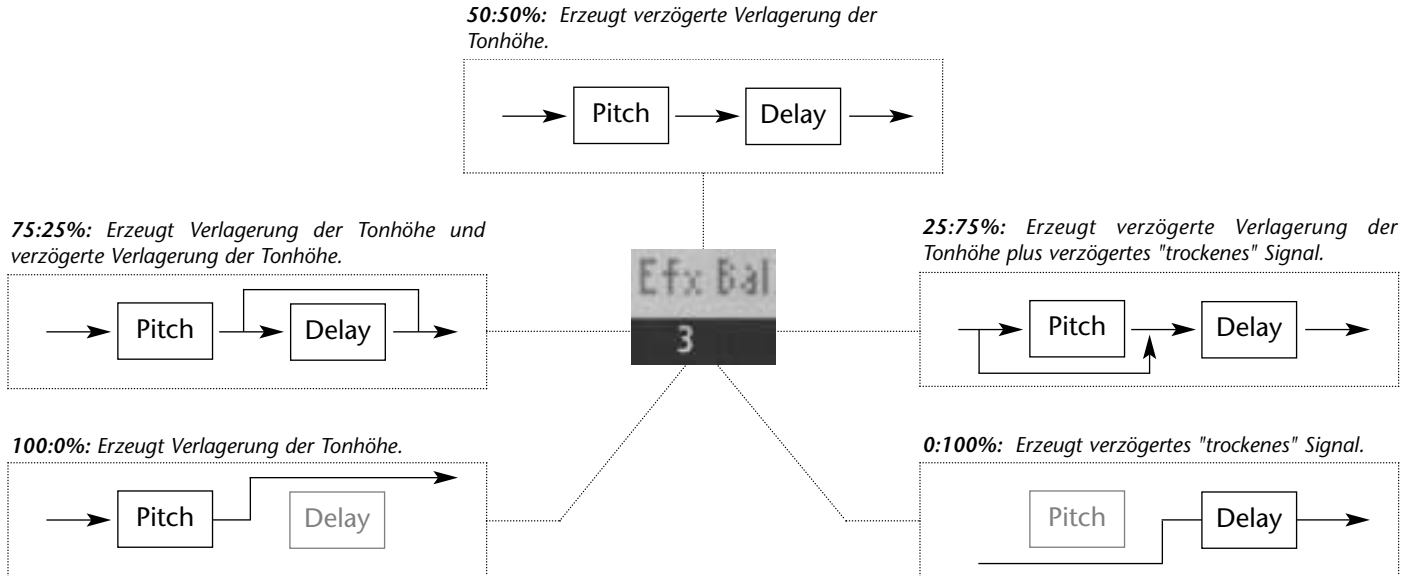 50:50%: Erzeugt verzögerte Verlagerung der
Tonhöhe.
Pitch
Delay
75:25%: Erzeugt Verlagerung der Tonhöhe und
verzögerte Verlagerung der Tonhöhe.
Pitch
Delay
Efx Bal
3
25:75%: Erzeugt verzögerte Verlagerung der
Tonhöhe plus verzögertes "trockenes" Signal.
Pitch
Delay
100:0%: Erzeugt Verlagerung der Tonhöhe.
Pitch
Delay
0:100%: Erzeugt verzögertes "trockenes" Signal.
Pitch
Delay